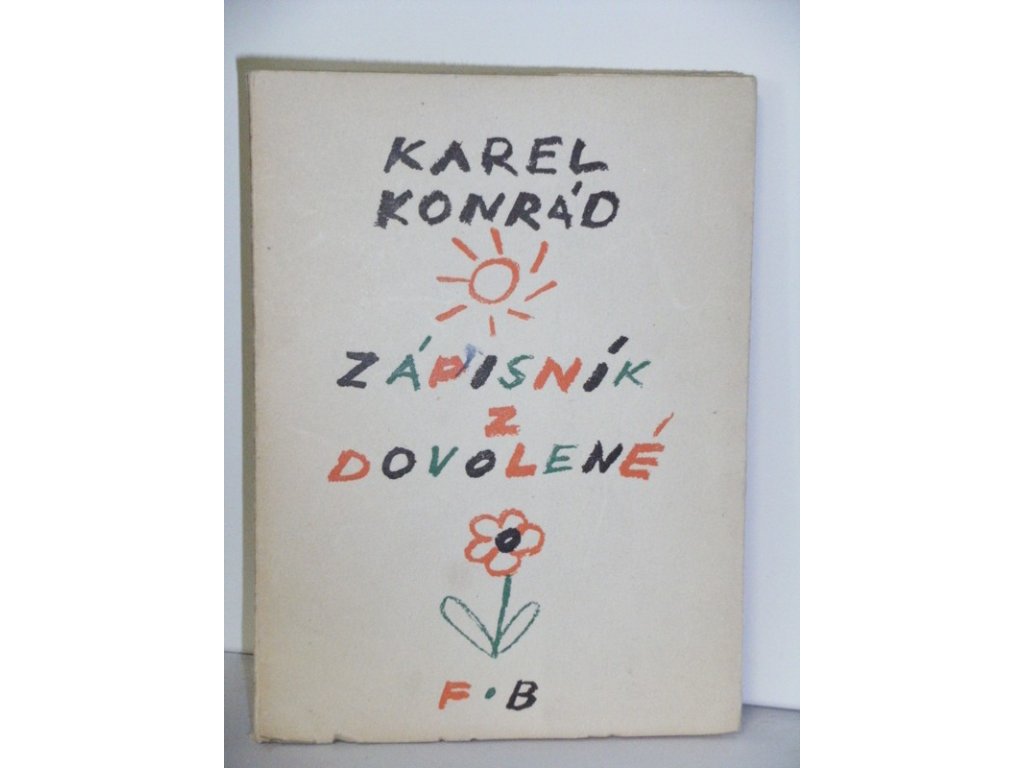 KAREL
KONRÁD
ZÁPISNÍK
Z
DOVOLENÉ
F•B